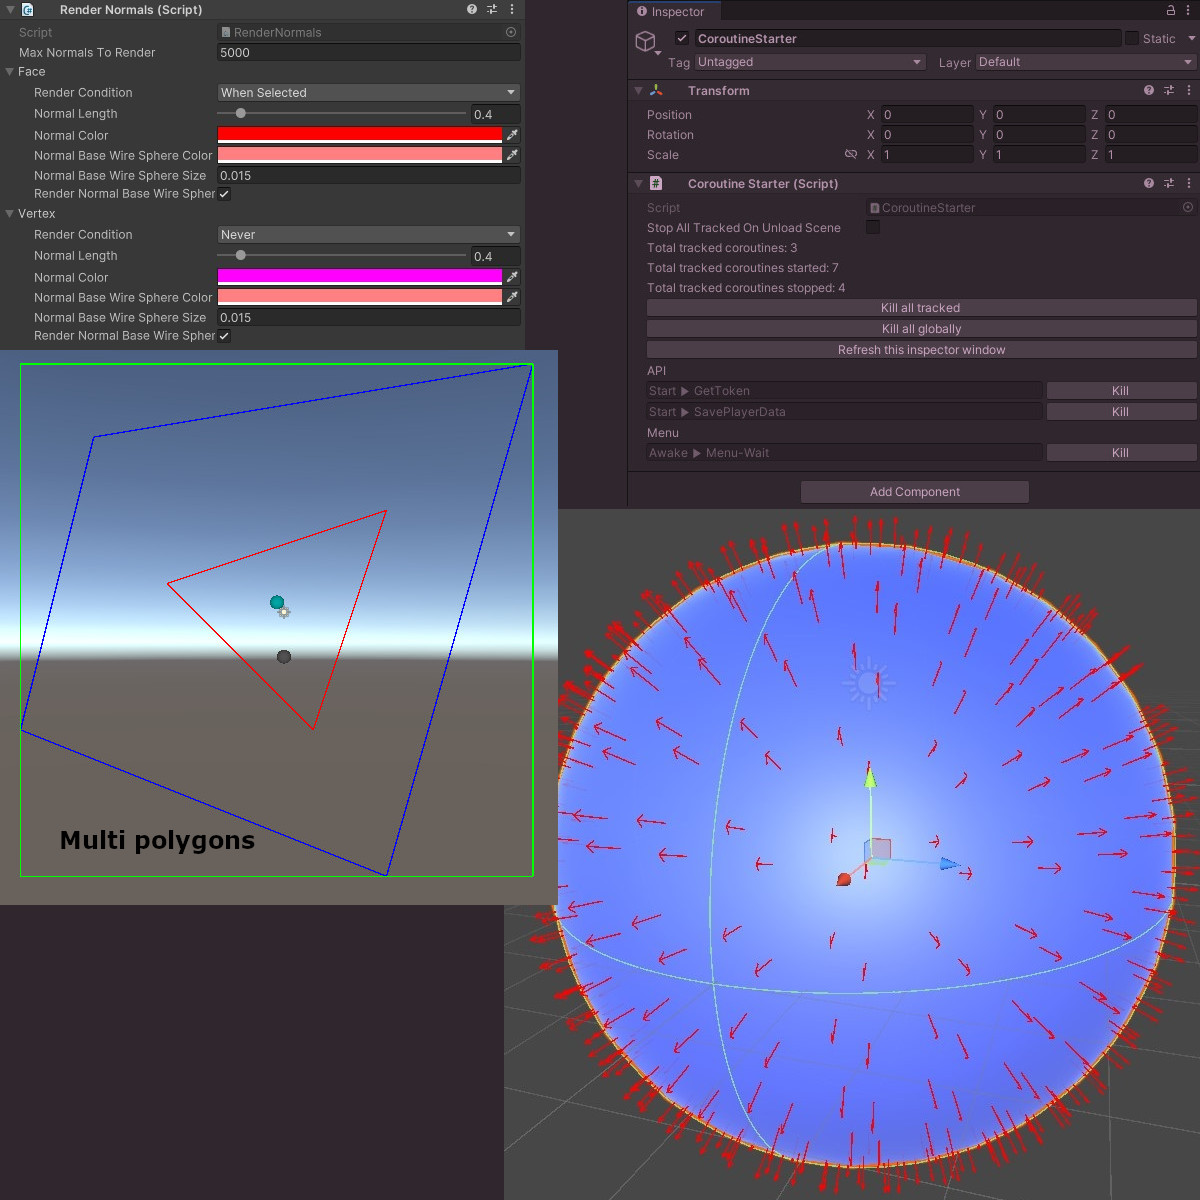 Render Normals (Script)
Script RenderNormals
Max Normals To Render 5000
Face
Render Condition When Selected
Normal Length 0.4
Normal Color
Normal Base Wire Sphere Color
Normal Base Wire Sphere Size 0.015
Render Normal Base Wire Spher
Vertex
Render Condition Never
Normal Length 0.4
Normal Color
Normal Base Wire Sphere Color
Normal Base Wire Sphere Size 0.015
Render Normal Base Wire Spher
Inspector
CoroutineStarter Static
Tag Untagged Layer Default
Transform
Position X 0 Y 0 Z 0
Rotation X 0 Y 0 Z 0
Scale X 1 Y 1 Z 1
Coroutine Starter (Script)
Script CoroutineStarter
Stop All Tracked On Unload Scene
Total tracked coroutines: 3
Total tracked coroutines started: 7
Total tracked coroutines stopped: 4
Kill all tracked
Kill all globally
Refresh this inspector window
API
Start ▶ GetToken Kill
Start ▶ SavePlayerData Kill
Menu
Awake ▶ Menu-Wait Kill
Add Component
Multi polygons